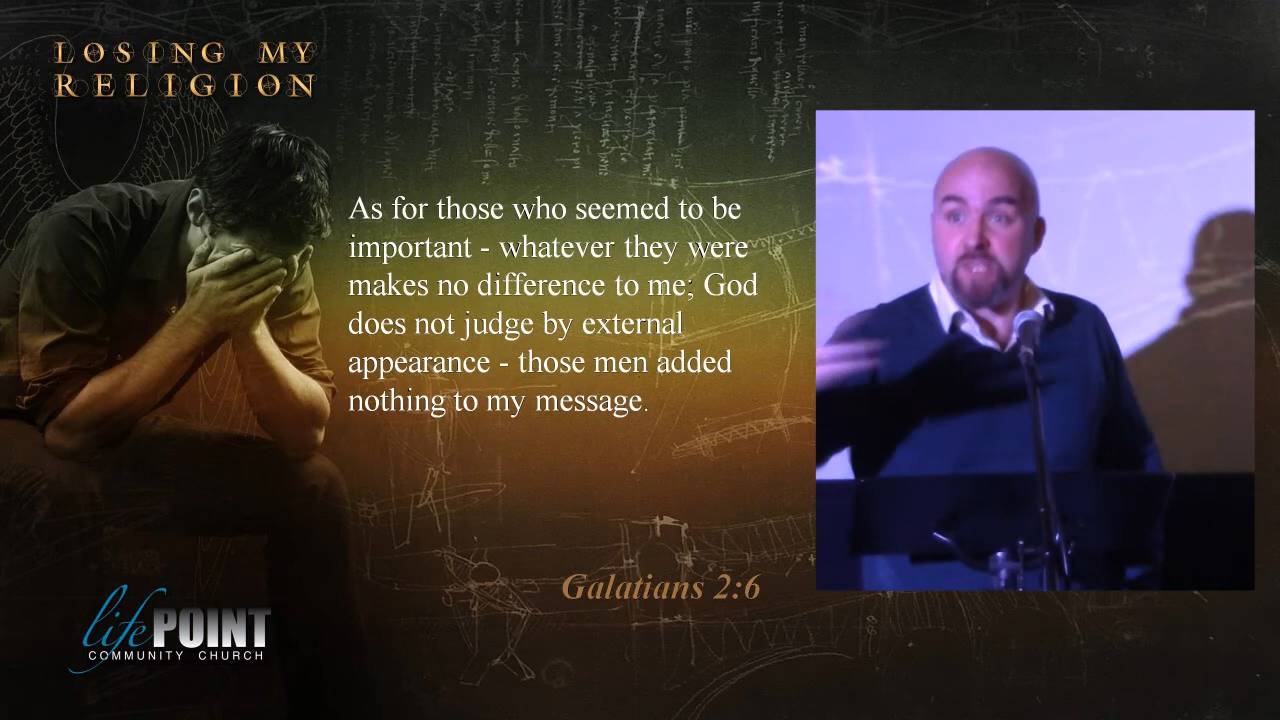 LOSING MY
RELIGION
As for those who seemed to be
important - whatever they were
makes no difference to me; God
does not judge by external
appearance - those men added
nothing to my message.
Galatians 2:6
lifePOINT
COMMUNITY CHURCH